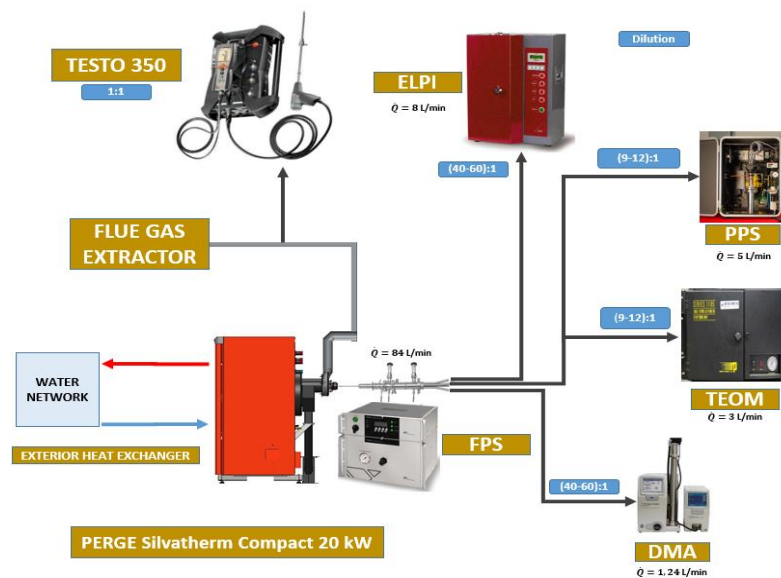 TESTO 350
1:1
ELPI
Q̇ = 8 L/min
Dilution
(40-60):1
(9-12):1
PPS
Q̇ = 5 L/min
FLUE GAS
EXTRACTOR
(9-12):1
TEOM
Q̇ = 3 L/min
Q̇ = 84 L/min
WATER
NETWORK
FPS
EXTERIOR HEAT EXCHANGER
(40-60):1
PERGE Silvatherm Compact 20 kW
DMA
Q̇ = 1,24 L/min